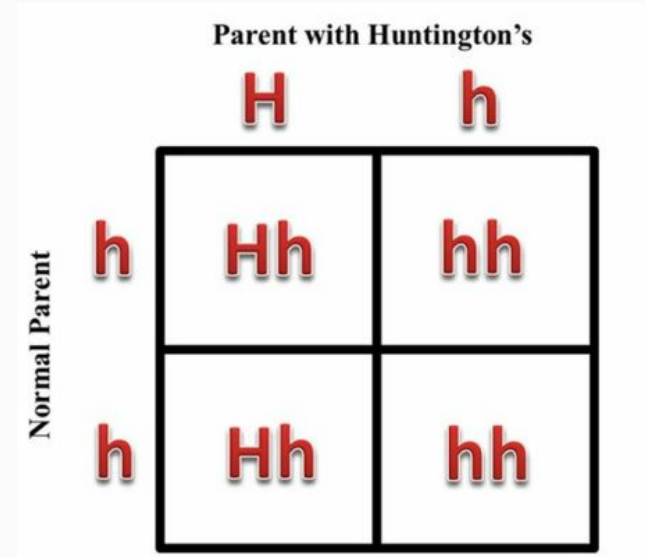 Parent with Huntington’s
H h
Normal Parent
h Hh hh
h Hh hh